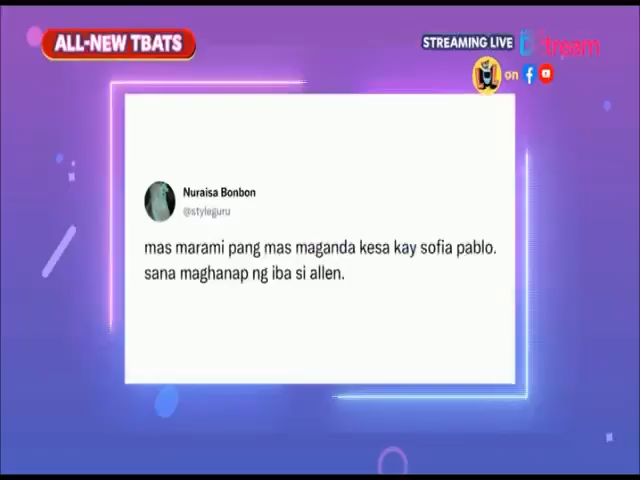 ALL-NEW TBATS
STREAMING LIVE
on
Nuraisa Bonbon
@styleguru
mas marami pang mas maganda kesa kay sofia pablo.
sana maghanap ng iba si allen.